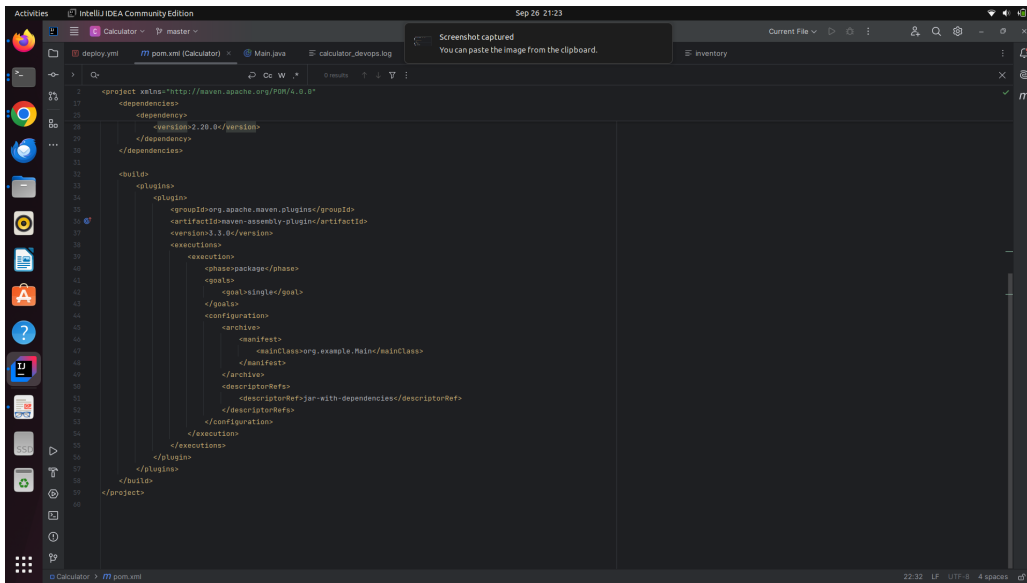 Activities
IntelliJ IDEA Community Edition
Sep 26 21:23
Calculator
master
Screenshot captured
You can paste the image from the clipboard.
Current File
deploy.yml
pom.xml (Calculator)
Main.java
calculator_devops.log
inventory
Cc W .*
0 results
<project xmlns="http://maven.apache.org/POM/4.0.0"
<dependencies>
<dependency>
<version>2.20.0</version>
</dependency>
</dependencies>
<build>
<plugins>
<plugin>
<groupId>org.apache.maven.plugins</groupId>
<artifactId>maven-assembly-plugin</artifactId>
<version>3.3.0</version>
<executions>
<execution>
<phase>package</phase>
<goals>
<goal>single</goal>
</goals>
<configuration>
<archive>
<manifest>
<mainClass>org.example.Main</mainClass>
</manifest>
</archive>
<descriptorRefs>
<descriptorRef>jar-with-dependencies</descriptorRef>
</descriptorRefs>
</configuration>
</execution>
</executions>
</plugin>
</plugins>
</build>
</project>
Calculator > pom.xml
22:32 LF UTF-8 4 spaces